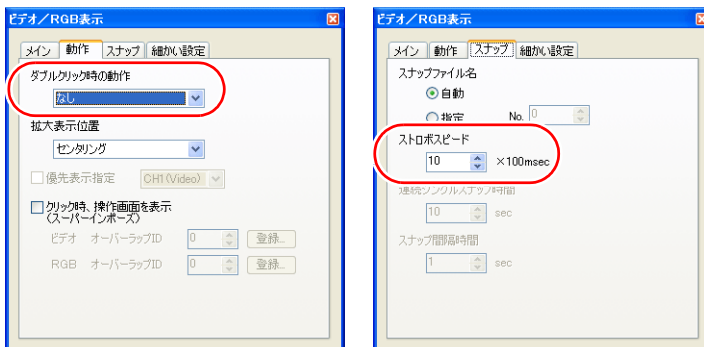 ビデオ／RGB表示
メイン 動作 スナップ 細かい設定
ダブルクリック時の動作
なし
拡大表示位置
センタリング
優先表示指定 CH1(Video)
クリック時、操作画面を表示
(スーパーインポーズ)
ビデオ オーバーラップID 0 登録...
RGB オーバーラップID 0 登録...
ビデオ／RGB表示
メイン 動作 スナップ 細かい設定
スナップファイル名
自動
指定 No. 0
ストロボスピード
10 ×100msec
連続シングルスナップ時間
10 sec
スナップ間隔時間
1 sec